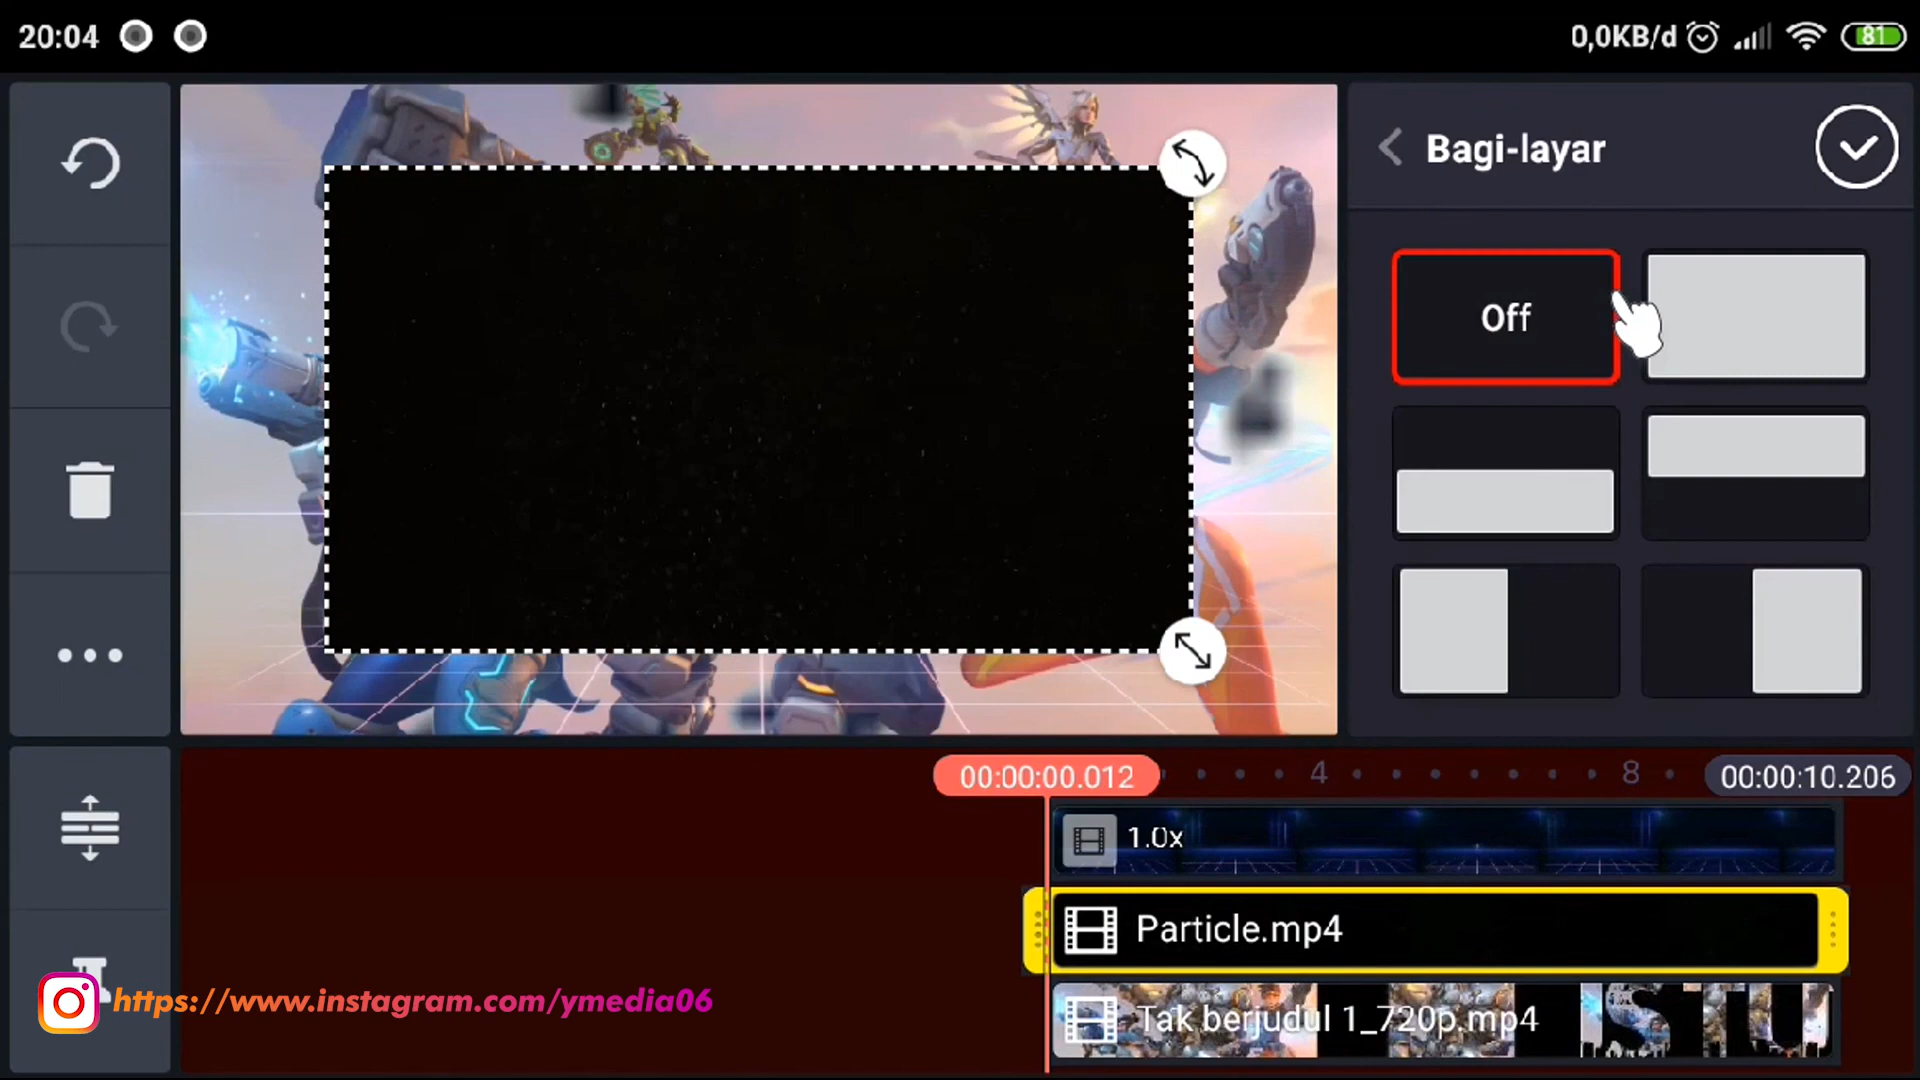 20:04
0,0KB/d
81
Bagi-layar
Off
00:00:00.012
4
8
00:00:10.206
1.0x
Particle.mp4
Tak berjudul 1_720p.mp4
STU
https://www.instagram.com/ymedia06